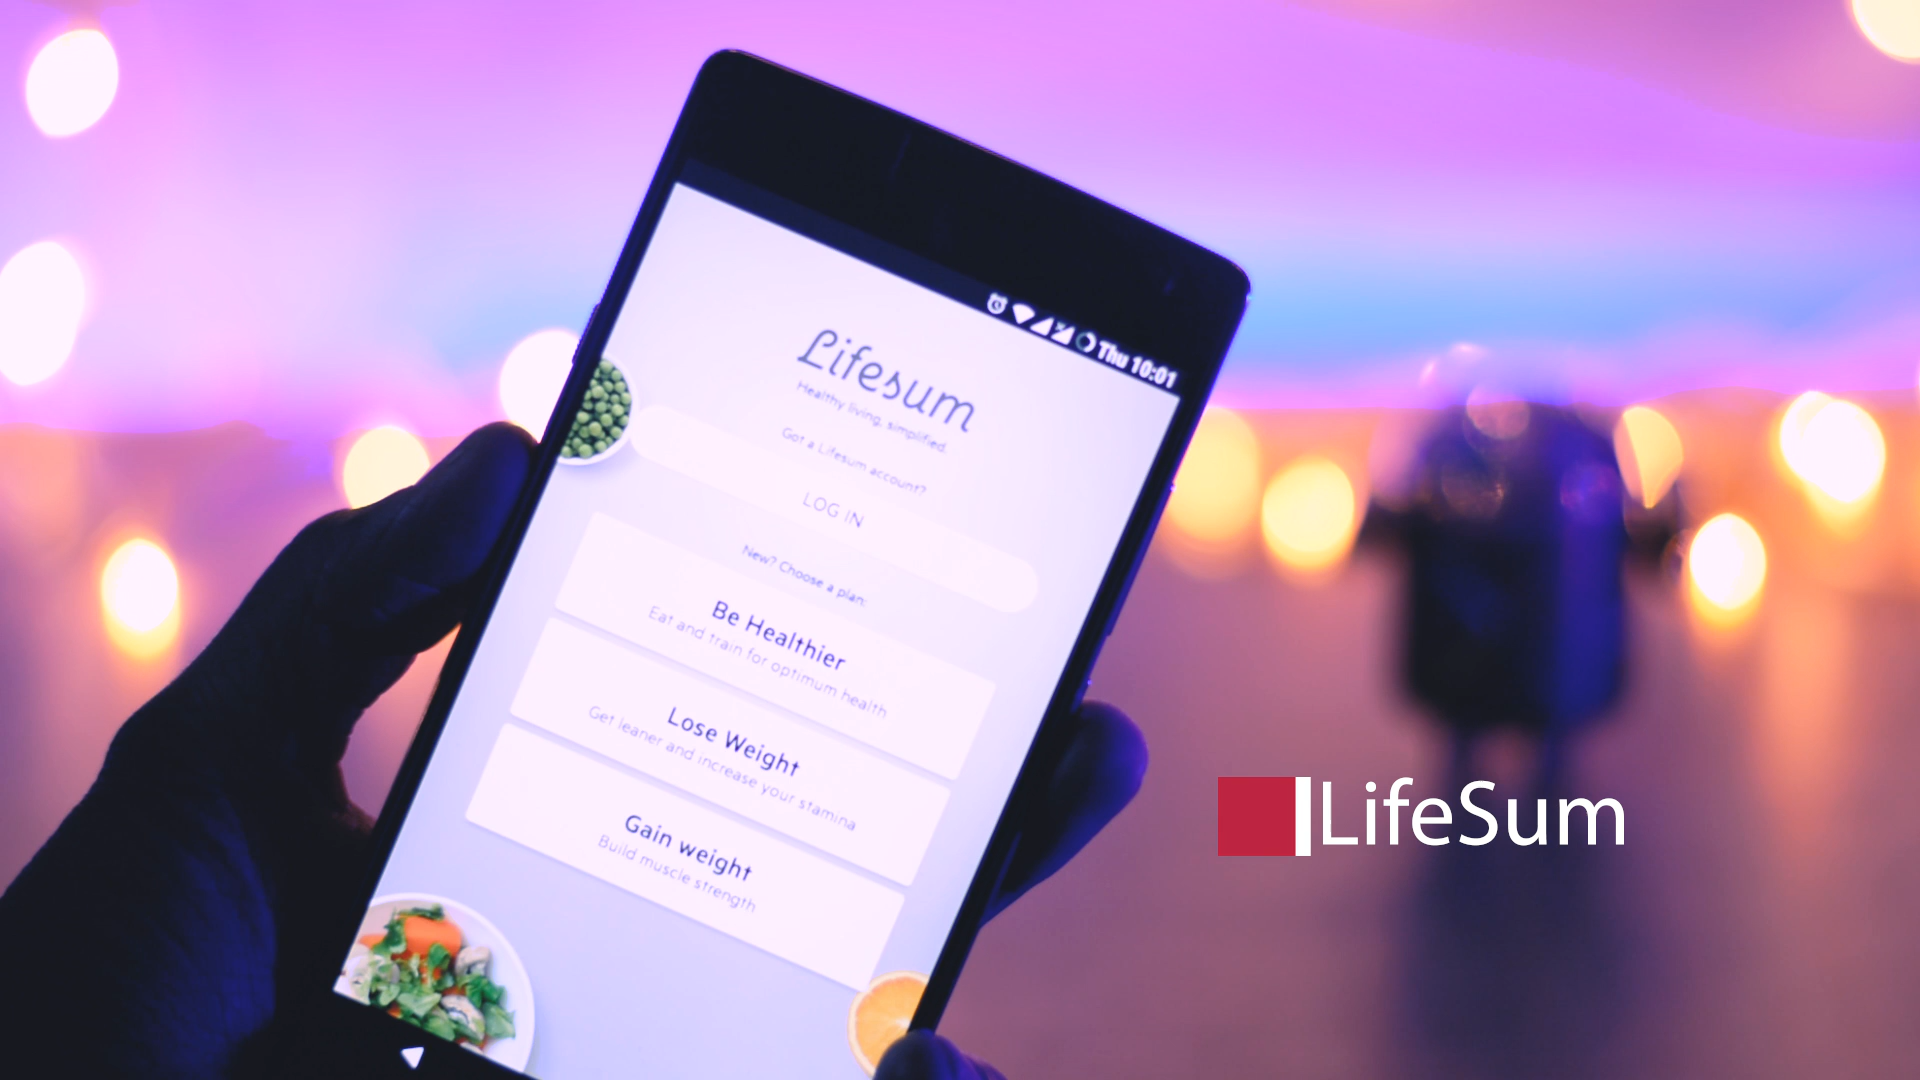 Thu 10:01
Lifesum
Healthy living, simplified.
Got a Lifesum account?
LOG IN
New? Choose a plan:
Be Healthier
Eat and train for optimum health
Lose Weight
Get leaner and increase your stamina
Gain weight
Build muscle strength
LifeSum